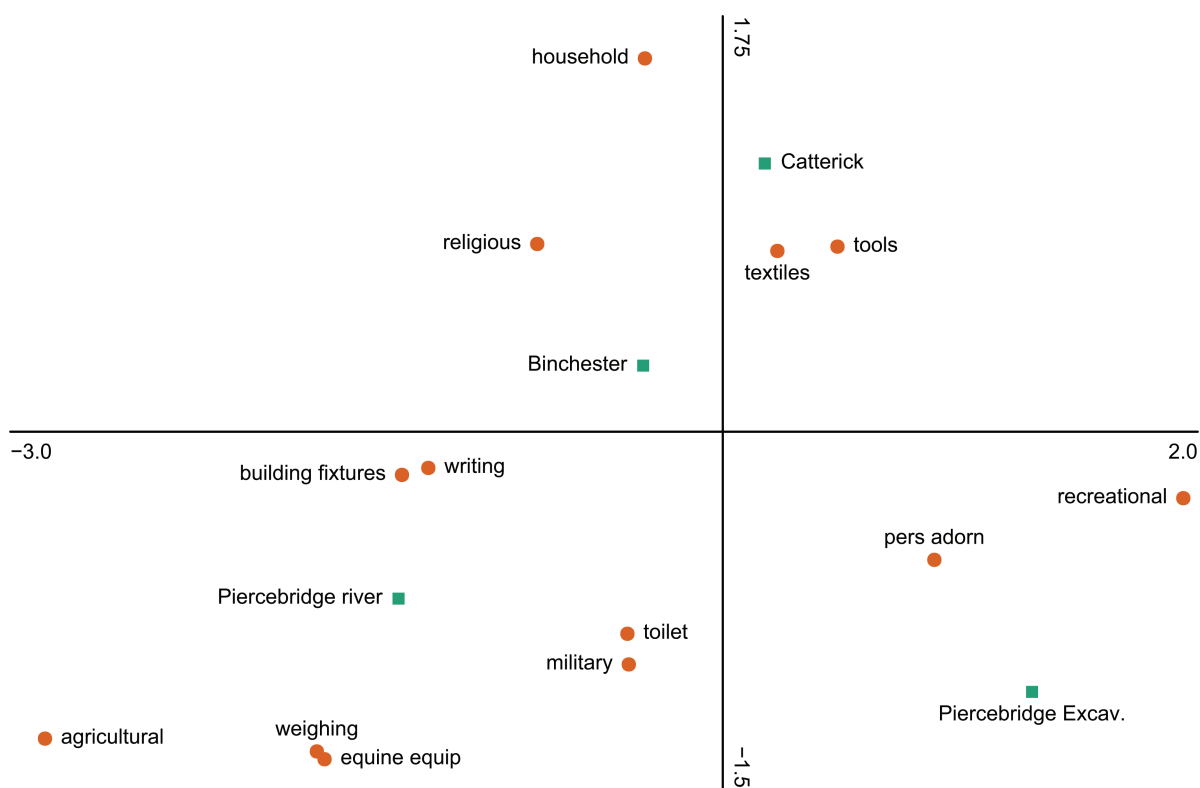 1.75
household
Catterick
religious
tools
textiles
Binchester
−3.0
2.0
building fixtures
writing
recreational
pers adorn
Piercebridge river
toilet
military
Piercebridge Excav.
weighing
agricultural
equine equip
−1.5